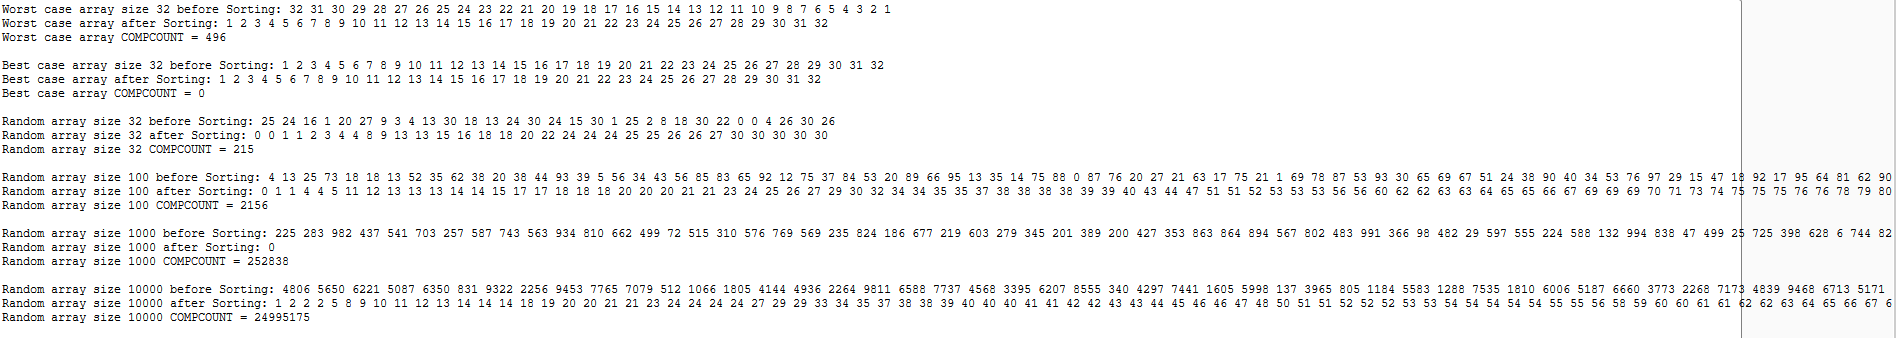 Worst case array size 32 before Sorting: 32 31 30 29 28 27 26 25 24 23 22 21 20 19 18 17 16 15 14 13 12 11 10 9 8 7 6 5 4 3 2 1
Worst case array after Sorting: 1 2 3 4 5 6 7 8 9 10 11 12 13 14 15 16 17 18 19 20 21 22 23 24 25 26 27 28 29 30 31 32
Worst case array COMPCOUNT = 496
Best case array size 32 before Sorting: 1 2 3 4 5 6 7 8 9 10 11 12 13 14 15 16 17 18 19 20 21 22 23 24 25 26 27 28 29 30 31 32
Best case array after Sorting: 1 2 3 4 5 6 7 8 9 10 11 12 13 14 15 16 17 18 19 20 21 22 23 24 25 26 27 28 29 30 31 32
Best case array COMPCOUNT = 0
Random array size 32 before Sorting: 25 24 16 1 20 27 9 3 4 13 30 18 13 24 30 24 15 30 1 25 2 8 18 30 22 0 0 4 26 30 26
Random array size 32 after Sorting: 0 0 1 1 2 3 4 4 8 9 13 13 15 16 18 18 20 22 24 24 24 25 25 26 26 27 30 30 30 30 30
Random array size 32 COMPCOUNT = 215
Random array size 100 before Sorting: 4 13 25 73 18 18 13 52 35 62 38 20 38 44 93 39 5 56 34 43 56 85 83 65 92 12 75 37 84 53 20 89 66 95 13 35 14 75 88 0 87 76 20 27 21 63 17 75 21 1 69 78 87 53 93 30 65 69 67 51 24 38 90 40 34 53 76 97 29 15 47 18 92 17 95 64 81 62 90
Random array size 100 after Sorting: 0 1 1 4 4 5 11 12 13 13 13 14 14 15 17 17 18 18 18 20 20 20 21 21 23 24 25 26 27 29 30 32 34 34 35 35 37 38 38 38 38 39 39 40 43 44 47 51 51 52 53 53 53 56 56 60 62 62 63 63 64 65 65 66 67 69 69 69 70 71 73 74 75 75 75 76 76 78 79 80
Random array size 100 COMPCOUNT = 2156
Random array size 1000 before Sorting: 225 283 982 437 541 703 257 587 743 563 934 810 662 499 72 515 310 576 769 569 235 824 186 677 219 603 279 345 201 389 200 427 353 863 864 894 567 802 483 991 366 98 482 29 597 555 224 588 132 994 838 47 499 25 725 398 628 6 744 82
Random array size 1000 after Sorting: 0
Random array size 1000 COMPCOUNT = 252838
Random array size 10000 before Sorting: 4806 5650 6221 5087 6350 831 9322 2256 9453 7765 7079 512 1066 1805 4144 4936 2264 9811 6588 7737 4568 3395 6207 8555 340 4297 7441 1605 5998 137 3965 805 1184 5583 1288 7535 1810 6006 5187 6660 3773 2268 7173 4839 9468 6713 5171
Random array size 10000 after Sorting: 1 2 2 2 5 8 9 10 11 12 13 14 14 14 18 19 20 20 21 21 23 24 24 24 24 27 29 29 33 34 35 37 38 38 39 40 40 40 41 41 42 42 43 43 44 45 46 46 47 48 50 51 51 52 52 52 53 53 54 54 54 54 54 55 55 56 58 59 60 60 61 61 62 62 63 64 65 66 67 6
Random array size 10000 COMPCOUNT = 24995175